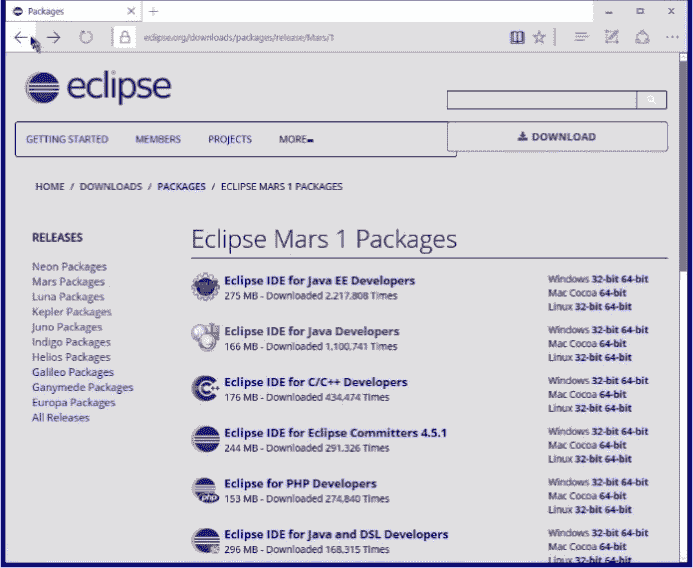 Packages
eclipse.org/downloads/packages/release/Mars/1
eclipse
GETTING STARTED MEMBERS PROJECTS MORE
DOWNLOAD
HOME / DOWNLOADS / PACKAGES / ECLIPSE MARS 1 PACKAGES
RELEASES
Neon Packages
Mars Packages
Luna Packages
Kepler Packages
Juno Packages
Indigo Packages
Helios Packages
Galileo Packages
Ganymede Packages
Europa Packages
All Releases
Eclipse Mars 1 Packages
Eclipse IDE for Java EE Developers
275 MB - Downloaded 2,217,808 Times
Windows 32-bit 64-bit
Mac Cocoa 64-bit
Linux 32-bit 64-bit
Eclipse IDE for Java Developers
166 MB - Downloaded 1,100,741 Times
Windows 32-bit 64-bit
Mac Cocoa 64-bit
Linux 32-bit 64-bit
C++
Eclipse IDE for C/C++ Developers
176 MB - Downloaded 434,474 Times
Windows 32-bit 64-bit
Mac Cocoa 64-bit
Linux 32-bit 64-bit
Eclipse IDE for Eclipse Committers 4.5.1
244 MB - Downloaded 291,326 Times
Windows 32-bit 64-bit
Mac Cocoa 64-bit
Linux 32-bit 64-bit
php
Eclipse for PHP Developers
153 MB - Downloaded 274,840 Times
Windows 32-bit 64-bit
Mac Cocoa 64-bit
Linux 32-bit 64-bit
Eclipse IDE for Java and DSL Developers
296 MB - Downloaded 168,315 Times
Windows 32-bit 64-bit
Mac Cocoa 64-bit
Linux 32-bit 64-bit